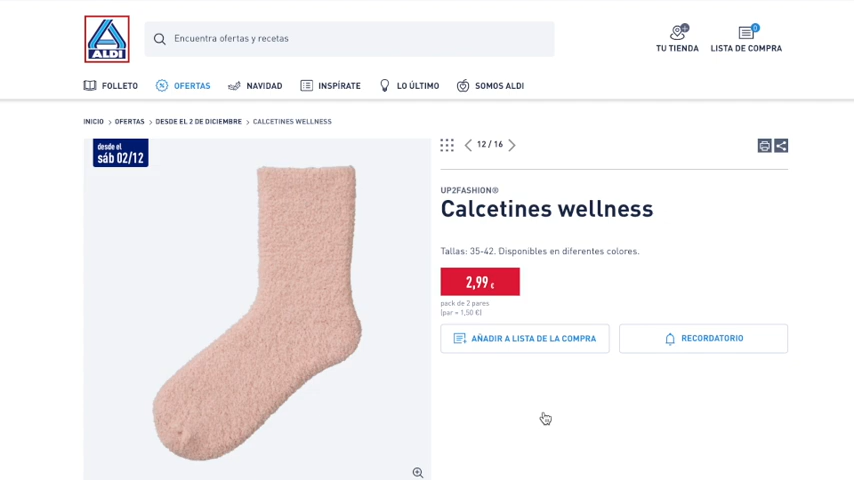 ALDI
Encuentra ofertas y recetas
TU TIENDA
0
LISTA DE COMPRA
FOLLETO
OFERTAS
NAVIDAD
INSPÍRATE
LO ÚLTIMO
SOMOS ALDI
INICIO > OFERTAS > DESDE EL 2 DE DICIEMBRE > CALCETINES WELLNESS
desde el
sáb 02/12
12 / 16
UP2FASHION®
Calcetines wellness
Tallas: 35-42. Disponibles en diferentes colores.
2,99 €
pack de 2 pares
(par = 1,50 €)
AÑADIR A LISTA DE LA COMPRA
RECORDATORIO